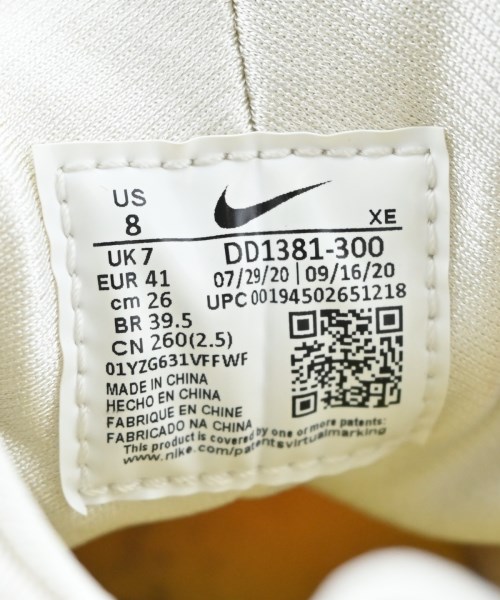 US
8
XE
UK 7
EUR 41
cm 26
BR 39.5
CN 260(2.5)
DD1381-300
07/29/20 | 09/16/20
UPC 00194502651218
01YZG631VFFWF
MADE IN CHINA
HECHO EN CHINA
FABRIQUE EN CHINE
FABRICADO NA CHINA
This product is covered by one or more patents:
www.nike.com/patentsvirtualmarking